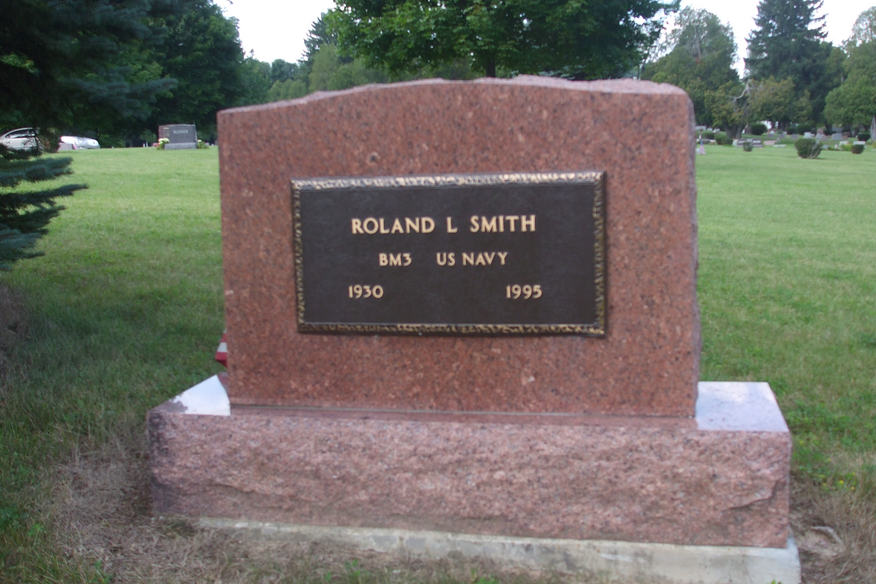 ROLAND L SMITH
BM3 US NAVY
1930 1995